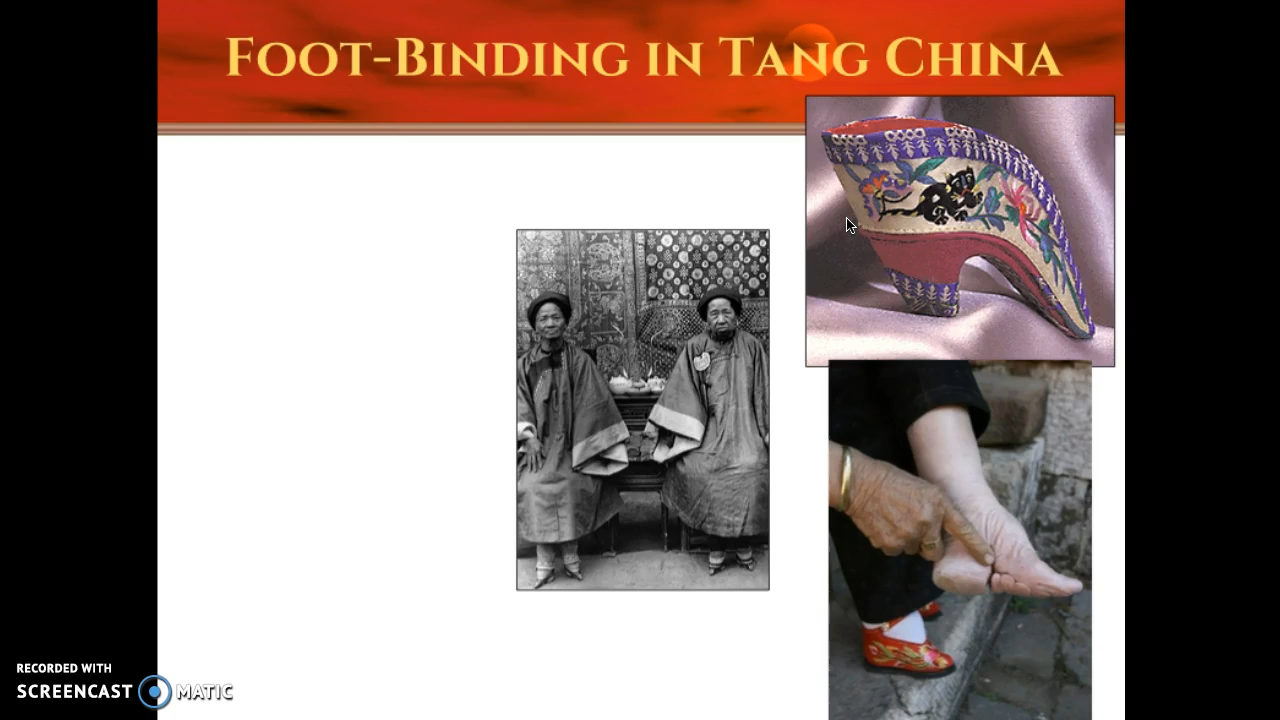 FOOT-BINDING IN TANG CHINA
RECORDED WITH
SCREENCAST MATIC